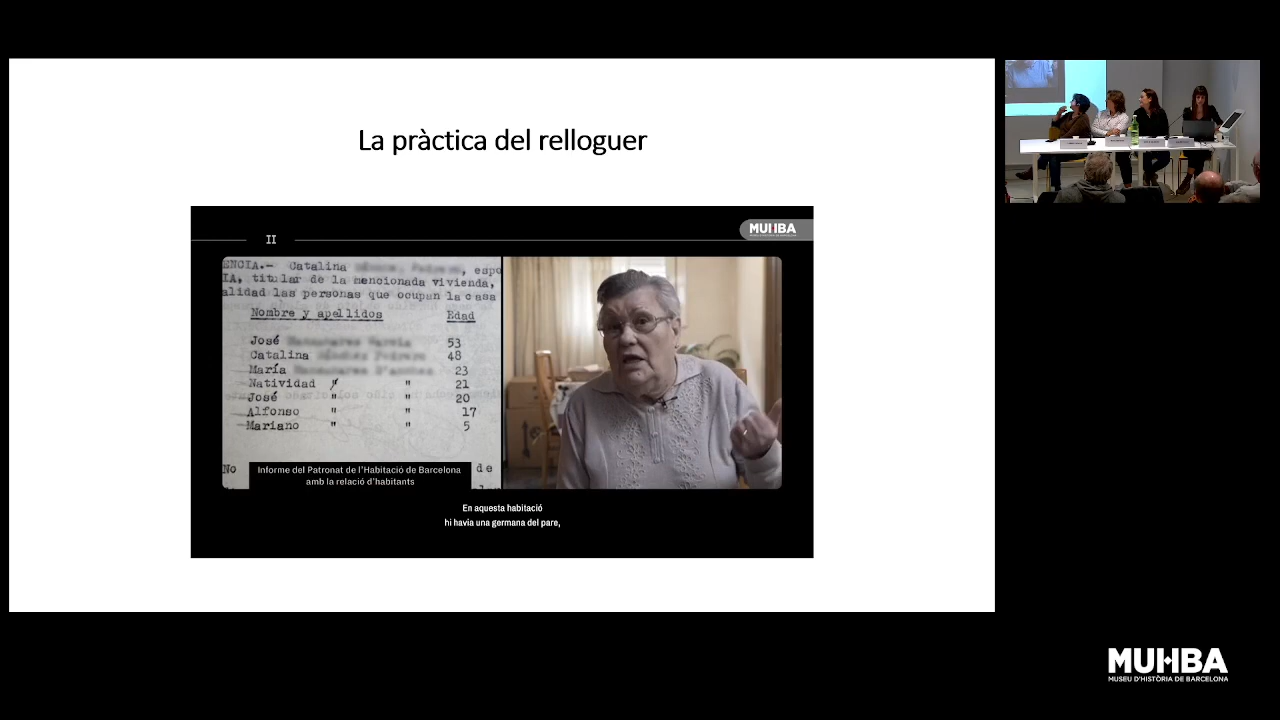 La pràctica del relloguer
MUHBA
II
ENCIA.- Catalina , espo
IA, titular de la mencionada vivienda,
alidad las personas que ocupan la casa
Nombre y apellidos Edad
José 53
Catalina 48
María 23
Natividad " " 21
José " " 20
Alfonso " " 17
Mariano " " 5
No de
Informe del Patronat de l'Habitació de Barcelona
amb la relació d'habitants
En aquesta habitació
hi havia una germana del pare,
MUHBA
MUSEU D'HISTÒRIA DE BARCELONA